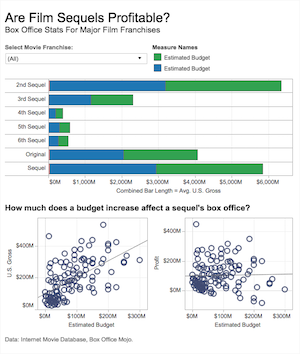 Are Film Sequels Profitable?
Box Office Stats For Major Film Franchises
Select Movie Franchise:
(All)
Measure Names
Estimated Budget
Estimated Budget
2nd Sequel
3rd Sequel
4th Sequel
5th Sequel
6th Sequel
Original
Sequel
$0M $1,000M $2,000M $3,000M $4,000M $5,000M $6,000M
Combined Bar Length = Avg. U.S. Gross
How much does a budget increase affect a sequel's box office?
U.S. Gross
$400M
$200M
$0M
$0M $100M $200M $300M
Estimated Budget
Profit
$400M
$200M
$0M
$0M $100M $200M $300M
Estimated Budget
Data: Internet Movie Database, Box Office Mojo.